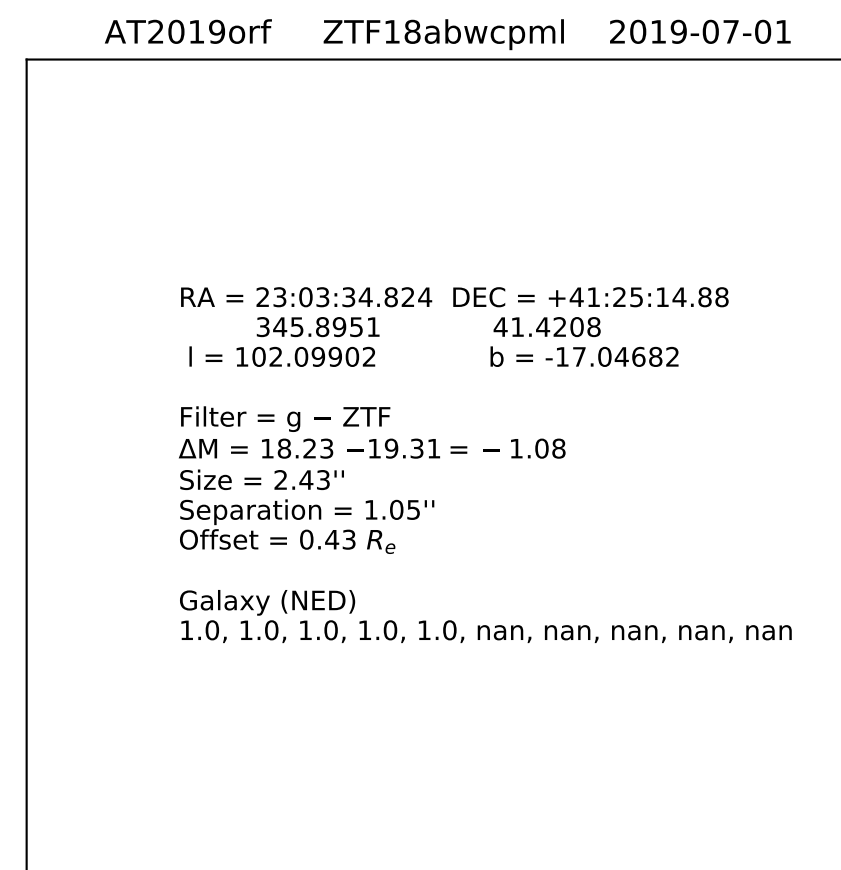 AT2019orf ZTF18abwcpml 2019-07-01
RA = 23:03:34.824 DEC = +41:25:14.88
345.8951 41.4208
l = 102.09902 b = -17.04682
Filter = g − ZTF
ΔM = 18.23 −19.31 = − 1.08
Size = 2.43''
Separation = 1.05''
Offset = 0.43 Rₑ
Galaxy (NED)
1.0, 1.0, 1.0, 1.0, 1.0, nan, nan, nan, nan, nan